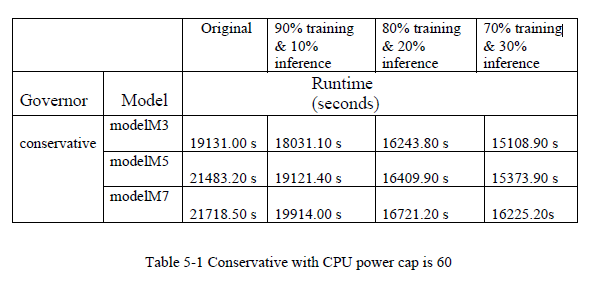 Original 90% training 80% training 70% training
& 10% & 20% & 30%
inference inference inference
Runtime
Governor Model (seconds)
modelM3
conservative 19131.00 s 18031.10 s 16243.80 s 15108.90 s
modelM5
21483.20 s 19121.40 s 16409.90 s 15373.90 s
modelM7
21718.50 s 19914.00 s 16721.20 s 16225.20s
Table 5-1 Conservative with CPU power cap is 60